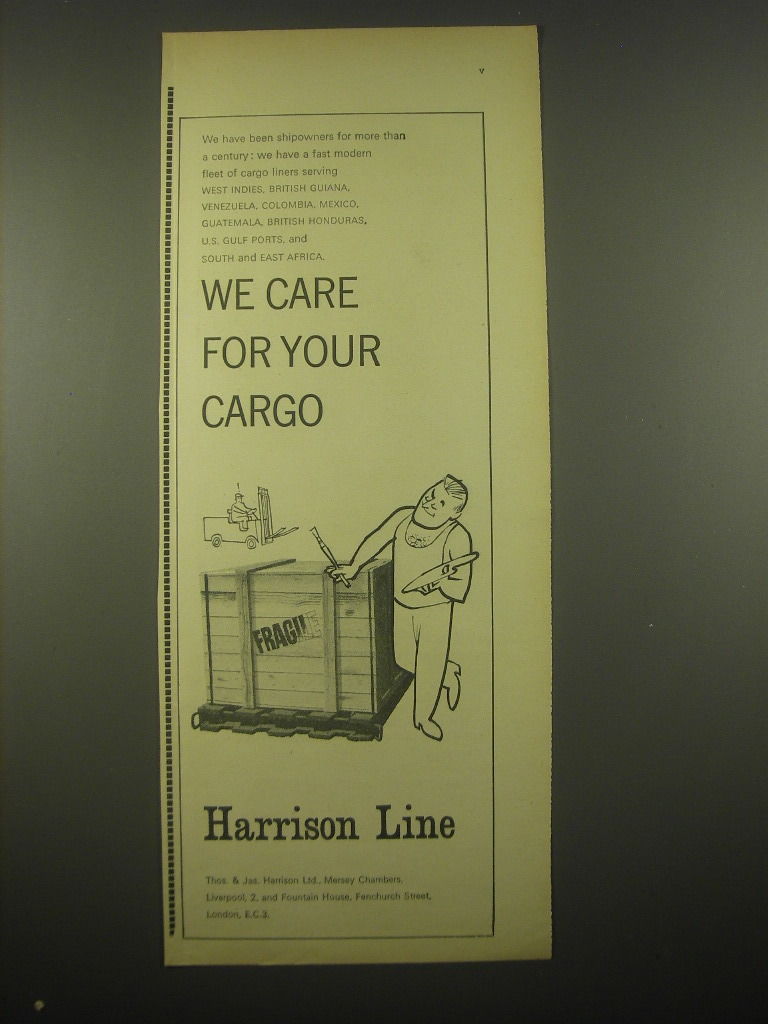 v
We have been shipowners for more than
a century: we have a fast modern
fleet of cargo liners serving
WEST INDIES, BRITISH GUIANA,
VENEZUELA, COLOMBIA, MEXICO,
GUATEMALA, BRITISH HONDURAS,
U.S. GULF PORTS, and
SOUTH and EAST AFRICA.
WE CARE
FOR YOUR
CARGO
FRAGILE
Harrison Line
Thos. & Jas. Harrison Ltd., Mersey Chambers,
Liverpool, 2, and Fountain House, Fenchurch Street,
London, E.C.3.